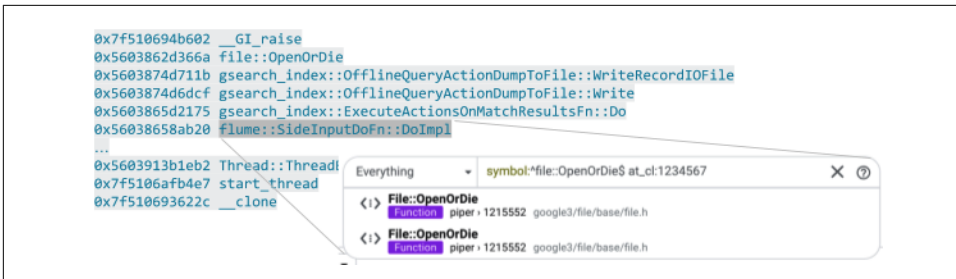 0x7f510694b602 __GI_raise
0x5603862d366a file::OpenOrDie
0x5603874d711b gsearch_index::OfflineQueryActionDumpToFile::WriteRecordIOFile
0x5603874d6dcf gsearch_index::OfflineQueryActionDumpToFile::Write
0x5603865d2175 gsearch_index::ExecuteActionsOnMatchResultsFn::Do
0x56038658ab20 flume::SideInputDoFn::DoImpl
...
0x5603913b1eb2 Thread::Thread
0x7f5106afb4e7 start_thread
0x7f510693622c __clone
Everything symbol:^file::OpenOrDie$ at_cl:1234567
File::OpenOrDie
Function piper › 1215552 google3/file/base/file.h
File::OpenOrDie
Function piper › 1215552 google3/file/base/file.h